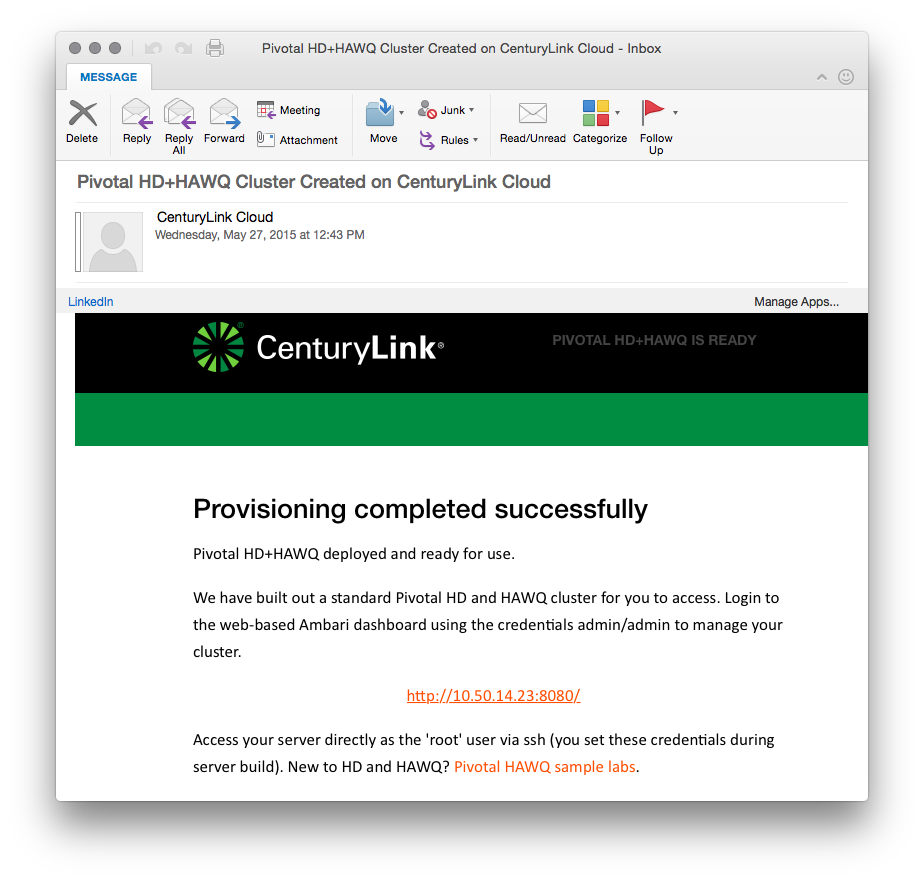 Pivotal HD+HAWQ Cluster Created on CenturyLink Cloud - Inbox
MESSAGE
Delete
Reply
Reply All
Forward
Meeting
Attachment
Move
Junk
Rules
Read/Unread
Categorize
Follow Up
Pivotal HD+HAWQ Cluster Created on CenturyLink Cloud
CenturyLink Cloud
Wednesday, May 27, 2015 at 12:43 PM
LinkedIn
Manage Apps...
CenturyLink®
PIVOTAL HD+HAWQ IS READY
Provisioning completed successfully
Pivotal HD+HAWQ deployed and ready for use.
We have built out a standard Pivotal HD and HAWQ cluster for you to access. Login to
the web-based Ambari dashboard using the credentials admin/admin to manage your
cluster.
http://10.50.14.23:8080/
Access your server directly as the 'root' user via ssh (you set these credentials during
server build). New to HD and HAWQ? Pivotal HAWQ sample labs.